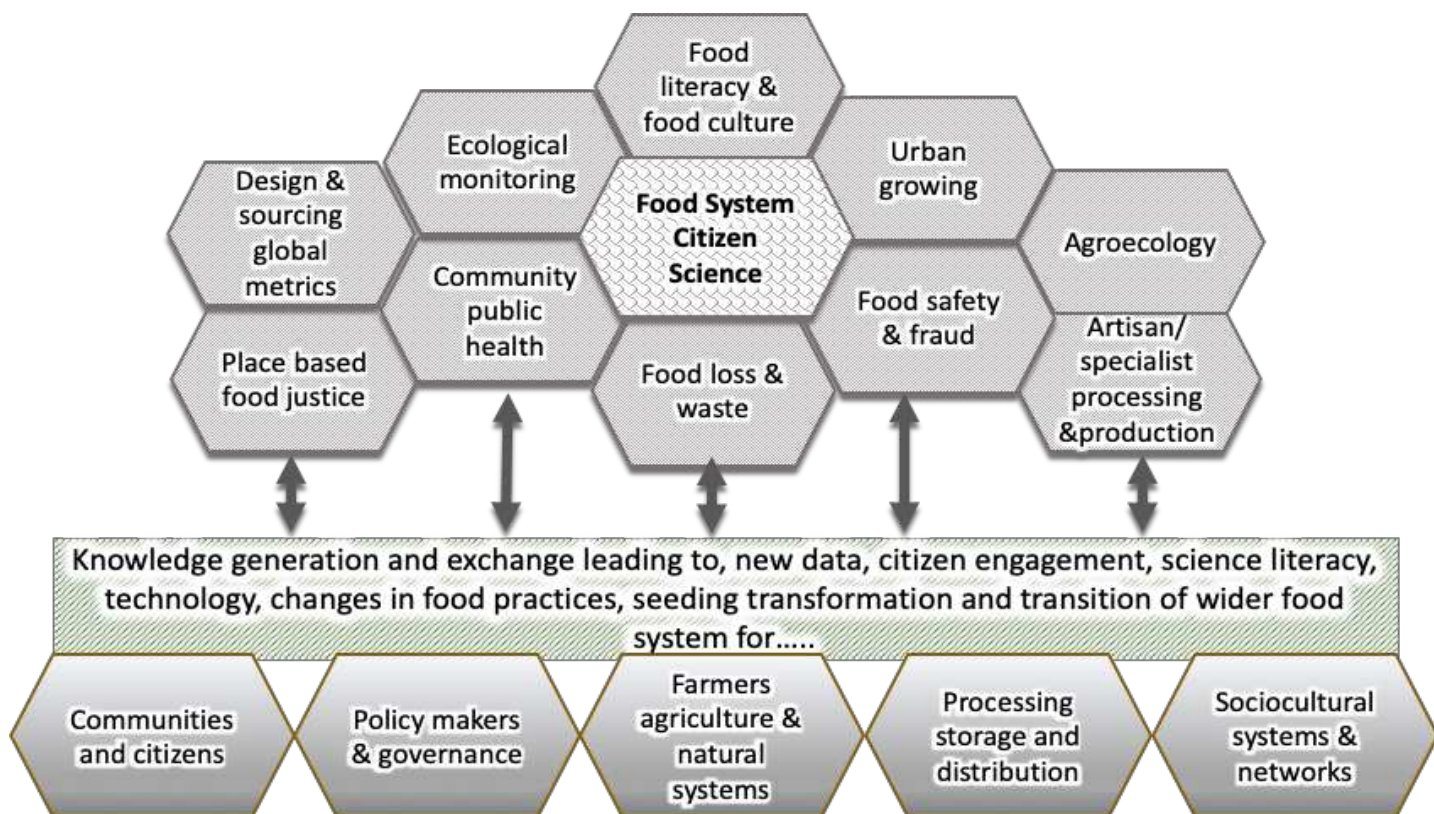 Food
literacy &
food culture
Ecological
monitoring
Urban
growing
Design &
sourcing
global
metrics
Food System
Citizen
Science
Agroecology
Community
public
health
Food safety
& fraud
Place based
food justice
Food loss &
waste
Artisan/
specialist
processing
&production
Knowledge generation and exchange leading to, new data, citizen engagement, science literacy,
technology, changes in food practices, seeding transformation and transition of wider food
system for.....
Communities
and citizens
Policy makers
& governance
Farmers
agriculture &
natural
systems
Processing
storage and
distribution
Sociocultural
systems &
networks